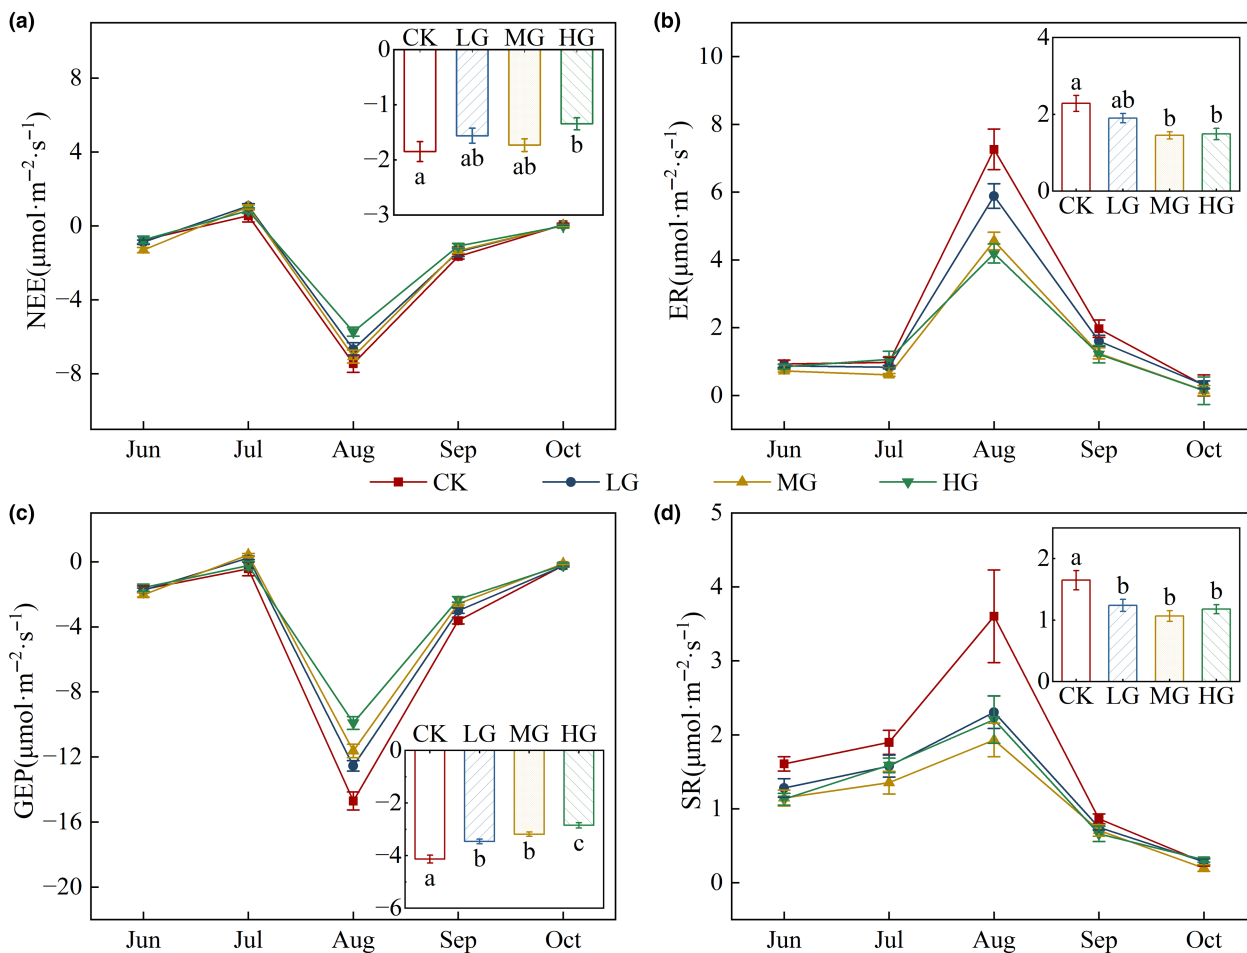 (a)
8
4
0
−4
−8
NEE(μmol·m−2·s−1)
Jun Jul Aug Sep Oct
CK LG MG HG
0
−1
−2
−3
a ab ab b
(b)
10
8
6
4
2
0
ER(μmol·m−2·s−1)
Jun Jul Aug Sep Oct
4
2
0
a ab b b
CK LG MG HG
CK LG MG HG
(c)
0
−4
−8
−12
−16
−20
GEP(μmol·m−2·s−1)
Jun Jul Aug Sep Oct
CK LG MG HG
0
−2
−4
−6
a b b c
(d)
5
4
3
2
1
0
SR(μmol·m−2·s−1)
Jun Jul Aug Sep Oct
2
1
0
a b b b
CK LG MG HG